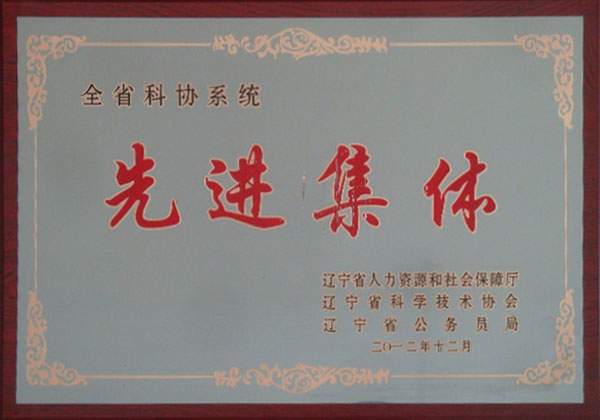 全省科协系统
先进集体
辽宁省人力资源和社会保障厅
辽宁省科学技术协会
辽宁省公务员局
二〇一二年十二月